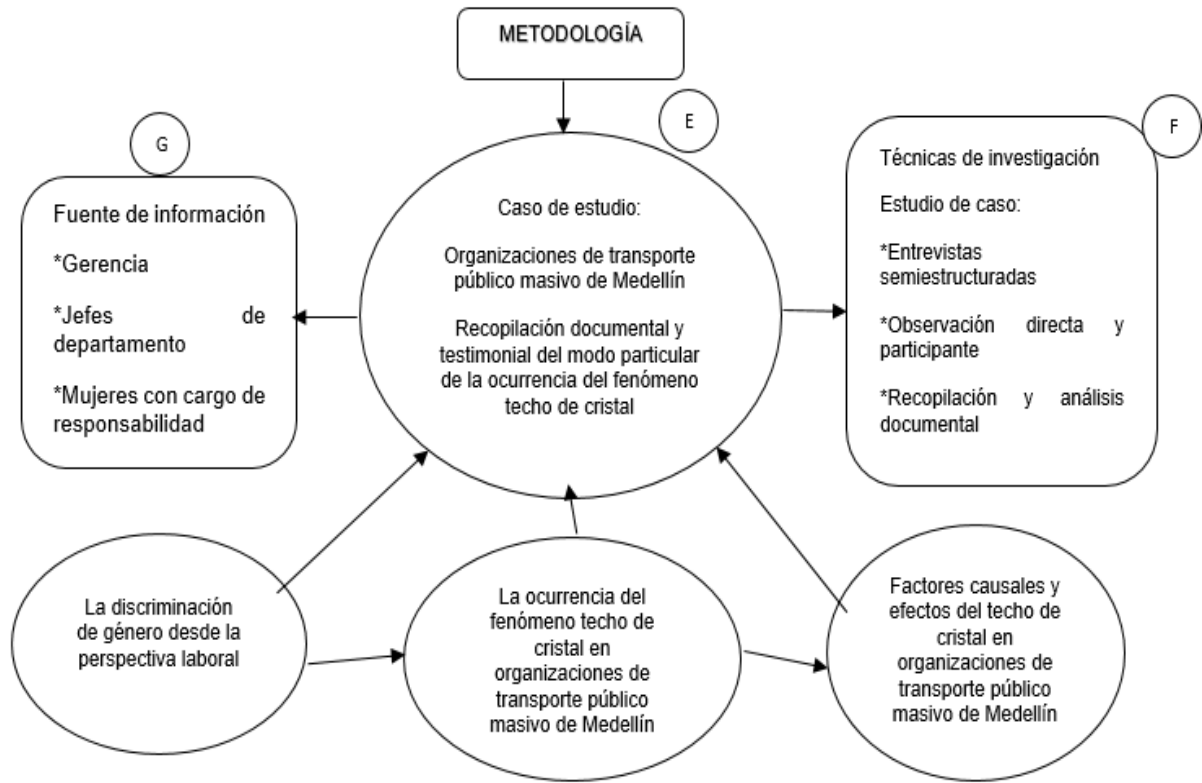 METODOLOGÍA
E
F
G
Fuente de información
*Gerencia
*Jefes de
departamento
*Mujeres con cargo de
responsabilidad
Caso de estudio:
Organizaciones de transporte
público masivo de Medellín
Recopilación documental y
testimonial del modo particular
de la ocurrencia del fenómeno
techo de cristal
Técnicas de investigación
Estudio de caso:
*Entrevistas
semiestructuradas
*Observación directa y
participante
*Recopilación y análisis
documental
La discriminación
de género desde la
perspectiva laboral
La ocurrencia del
fenómeno techo de
cristal en
organizaciones de
transporte público
masivo de Medellín
Factores causales y
efectos del techo de
cristal en
organizaciones de
transporte público
masivo de Medellín